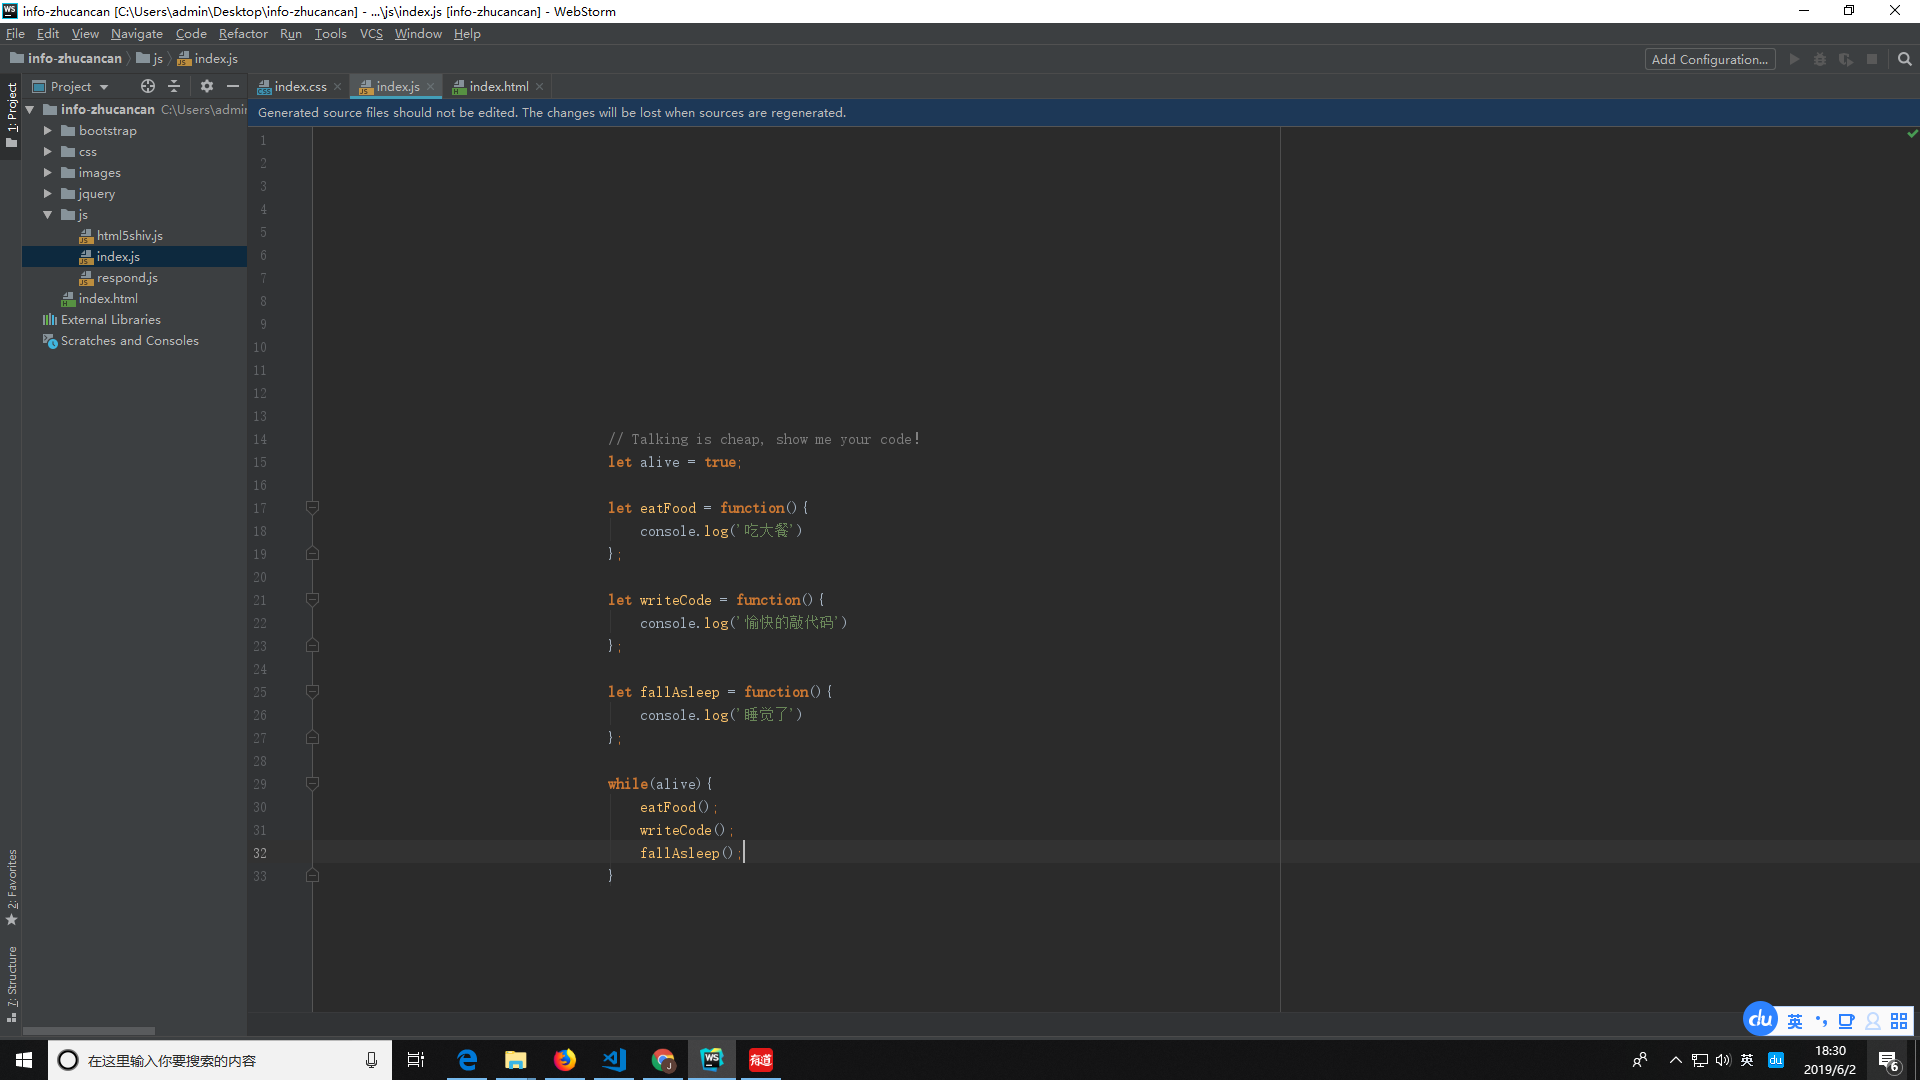 info-zhucancan [C:\Users\admin\Desktop\info-zhucancan] - ...\js\index.js [info-zhucancan] - WebStorm
File Edit View Navigate Code Refactor Run Tools VCS Window Help
info-zhucancan js index.js
Add Configuration...
Project
index.css
index.js
index.html
Generated source files should not be edited. The changes will be lost when sources are regenerated.
1: Project
info-zhucancan C:\Users\admin
bootstrap
css
images
jquery
js
html5shiv.js
index.js
respond.js
index.html
External Libraries
Scratches and Consoles
2: Favorites
7: Structure
1
2
3
4
5
6
7
8
9
10
11
12
13
14 // Talking is cheap, show me your code!
15 let alive = true;
16
17 let eatFood = function(){
18 console.log('吃大餐')
19 };
20
21 let writeCode = function(){
22 console.log('愉快的敲代码')
23 };
24
25 let fallAsleep = function(){
26 console.log('睡觉了')
27 };
28
29 while(alive){
30 eatFood();
31 writeCode();
32 fallAsleep();
33 }
du 英
在这里输入你要搜索的内容
WS
有道
英
du
18:30
2019/6/2
6